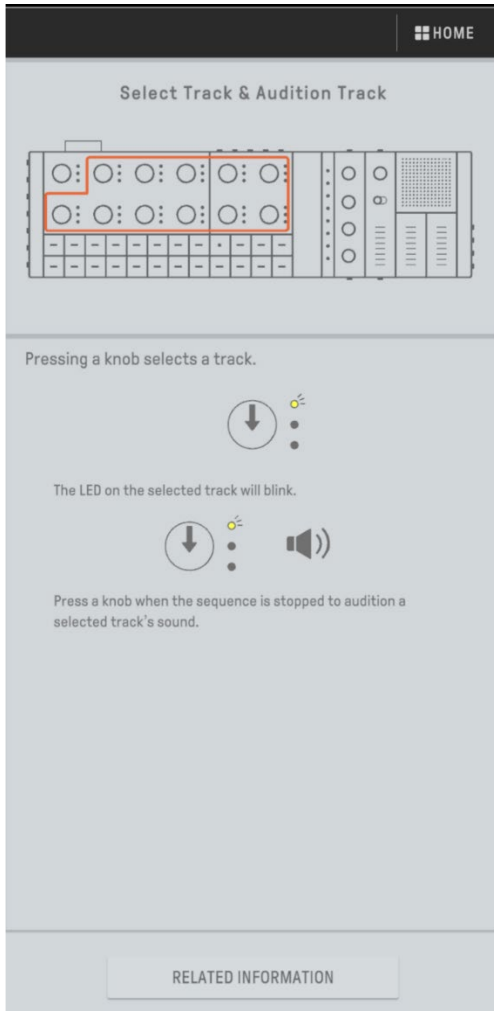 HOME
Select Track & Audition Track
Pressing a knob selects a track.
The LED on the selected track will blink.
Press a knob when the sequence is stopped to audition a
selected track's sound.
RELATED INFORMATION